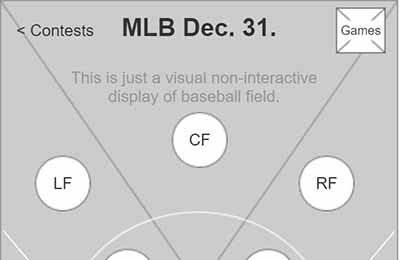 < Contests
MLB Dec. 31.
Games
This is just a visual non-interactive
display of baseball field.
CF
LF
RF